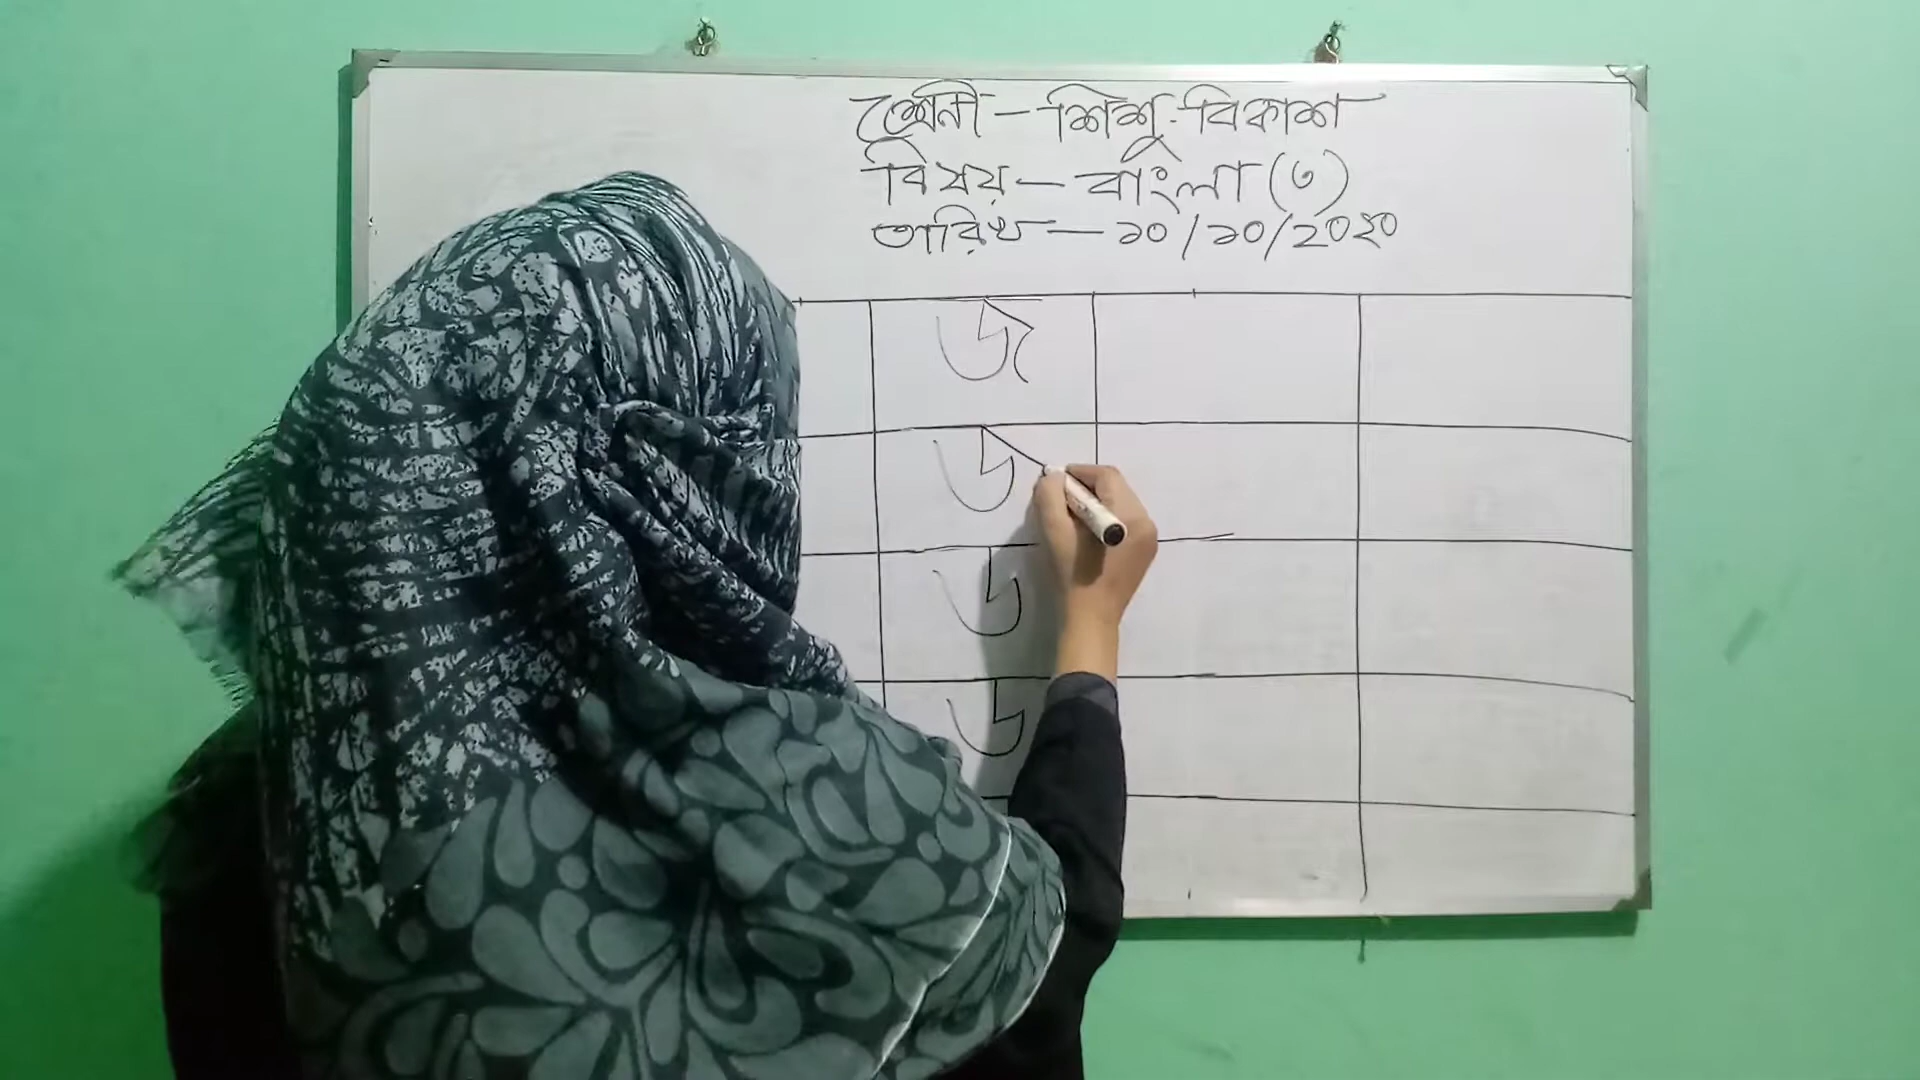 শ্রেনী - শিশু বিকাশ
বিষয় - বাংলা (৩)
তারিখ - ১০/১০/২০২০
জ